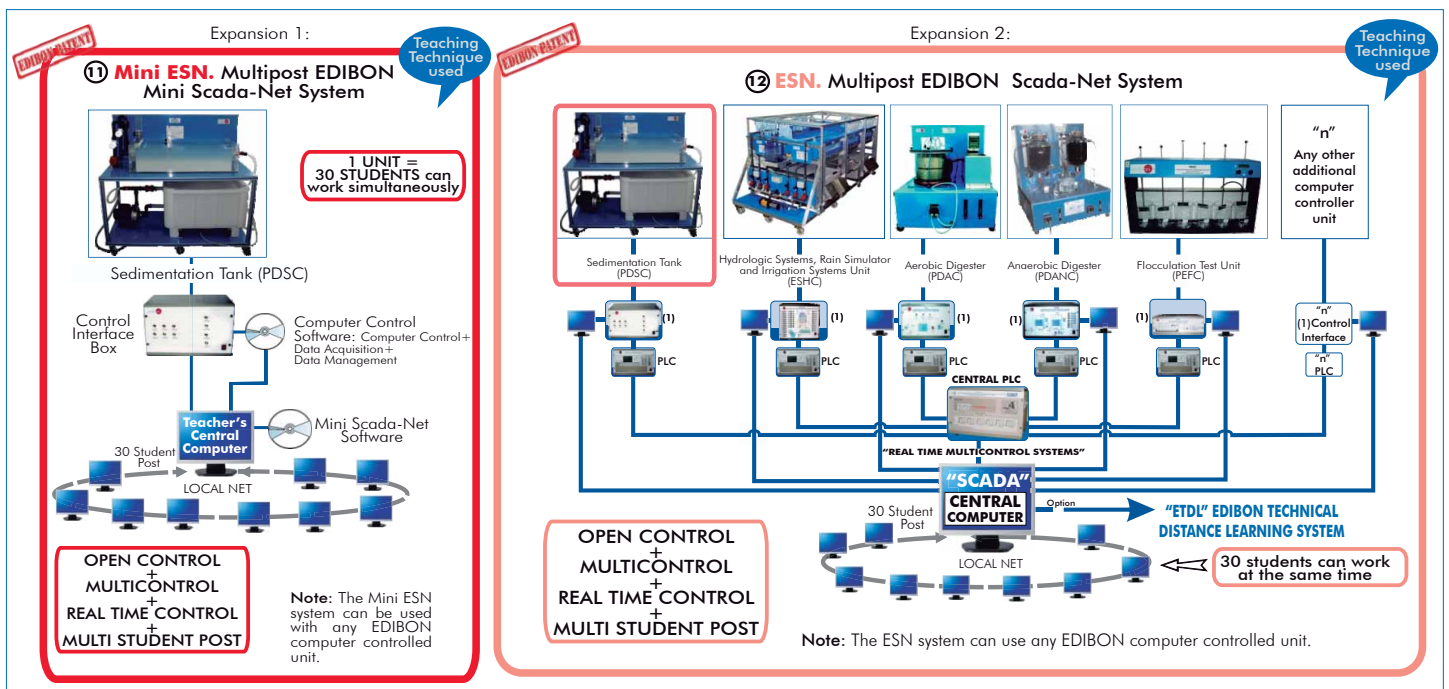 Expansion 1:
EDIBON PATENT
Teaching
Technique
used
11 Mini ESN. Multipost EDIBON
Mini Scada-Net System
1 UNIT =
30 STUDENTS can
work simultaneously
Sedimentation Tank (PDSC)
Control
Interface
Box
Computer Control
Software: Computer Control+
Data Acquisition+
Data Management
Teacher's
Central
Computer
Mini Scada-Net
Software
30 Student
Post
LOCAL NET
OPEN CONTROL
+
MULTICONTROL
+
REAL TIME CONTROL
+
MULTI STUDENT POST
Note: The Mini ESN
system can be used
with any EDIBON
computer controlled
unit.
Expansion 2:
EDIBON PATENT
Teaching
Technique
used
12 ESN. Multipost EDIBON Scada-Net System
Sedimentation Tank
(PDSC)
Hydrologic Systems, Rain Simulator
and Irrigation Systems Unit
(ESHC)
Aerobic Digester
(PDAC)
Anaerobic Digester
(PDANC)
Flocculation Test Unit
(PEFC)
"n"
Any other
additional
computer
controller
unit
(1)
(1)
(1)
(1)
(1)
"n"
(1)Control
Interface
PLC
PLC
PLC
PLC
PLC
"n"
PLC
CENTRAL PLC
"REAL TIME MULTICONTROL SYSTEMS"
"SCADA"
CENTRAL
COMPUTER
Option
"ETDL" EDIBON TECHNICAL
DISTANCE LEARNING SYSTEM
30 Student
Post
LOCAL NET
30 students can work
at the same time
OPEN CONTROL
+
MULTICONTROL
+
REAL TIME CONTROL
+
MULTI STUDENT POST
Note: The ESN system can use any EDIBON computer controlled unit.